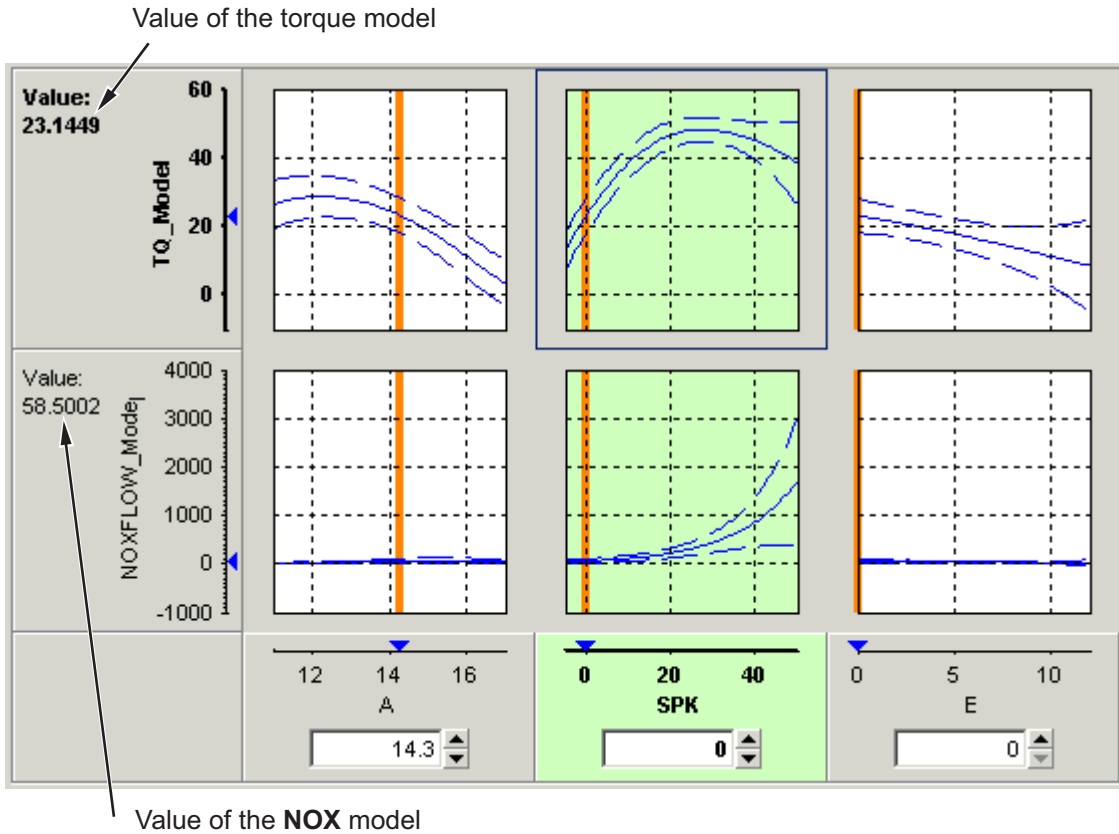 Value of the torque model
Value:
23.1449
TQ_Model
60
40
20
0
Value:
58.5002
NOXFLOW_Model
4000
3000
2000
1000
0
-1000
12 14 16
A
14.3
0 20 40
SPK
0
0 5 10
E
0
Value of the NOX model